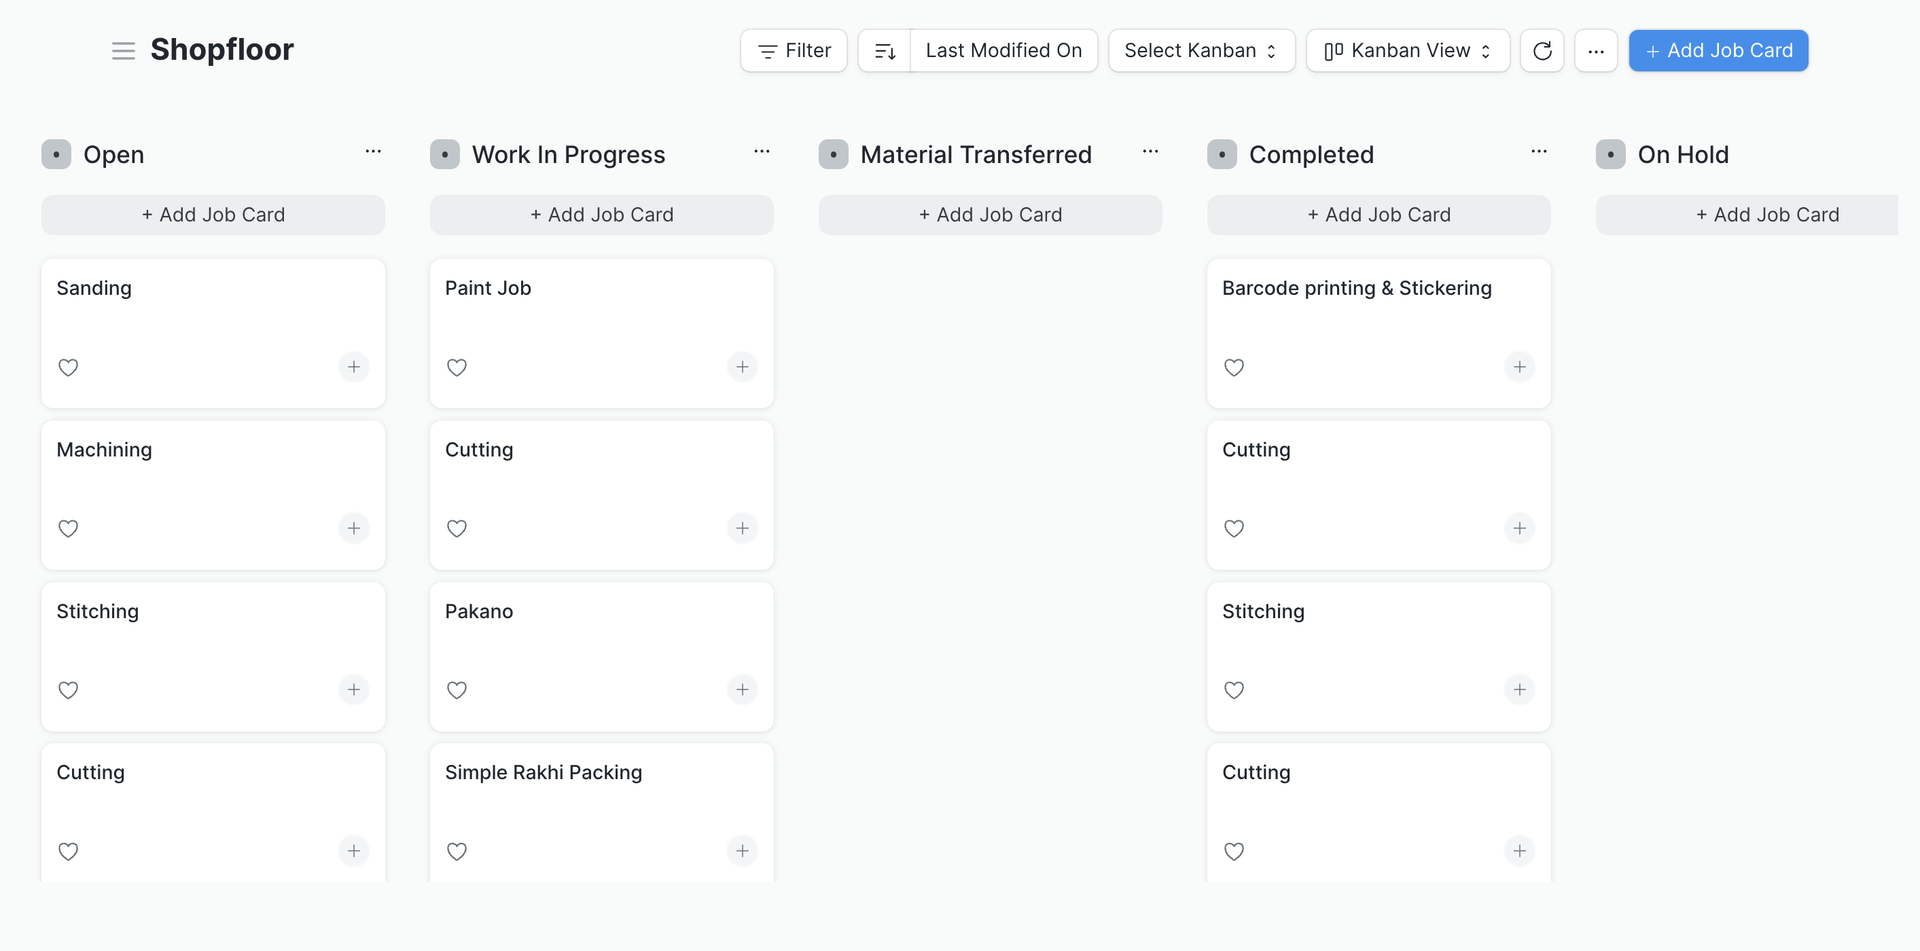 Shopfloor
Filter
Last Modified On
Select Kanban
Kanban View
...
+ Add Job Card
Open
...
+ Add Job Card
Sanding
Machining
Stitching
Cutting
Work In Progress
...
+ Add Job Card
Paint Job
Cutting
Pakano
Simple Rakhi Packing
Material Transferred
...
+ Add Job Card
Completed
...
+ Add Job Card
Barcode printing & Stickering
Cutting
Stitching
Cutting
On Hold
+ Add Job Card